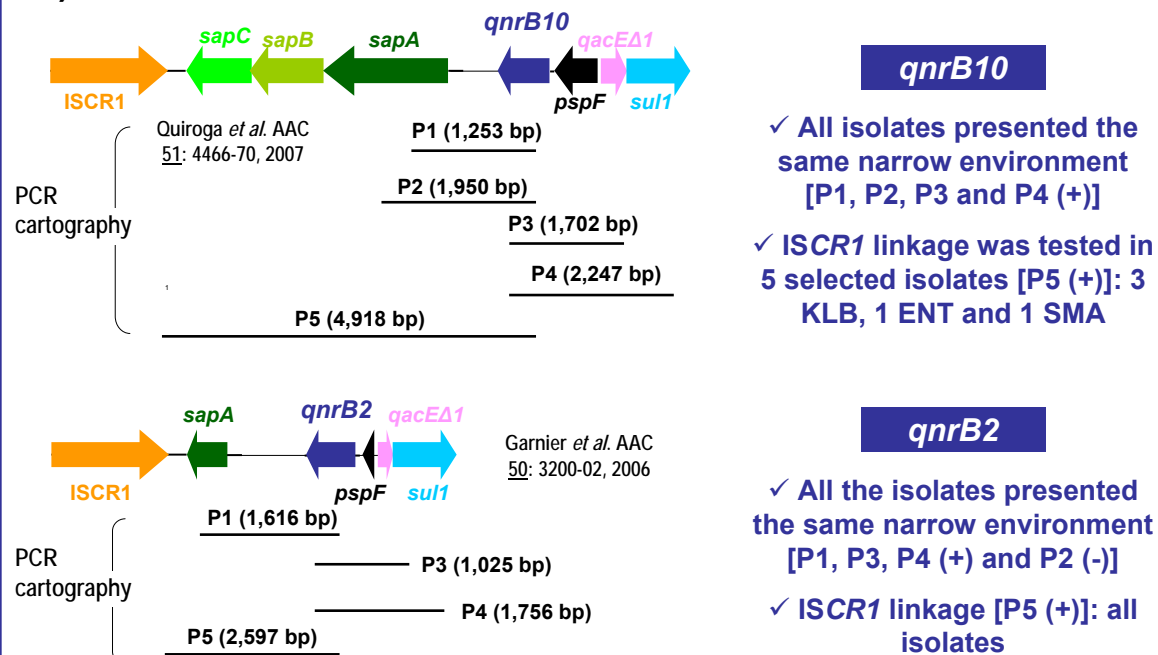 sapC sapB sapA qnrB10 qacEΔ1
ISCR1 pspF sul1
Quiroga et al. AAC
51: 4466-70, 2007
PCR
cartography
P1 (1,253 bp)
P2 (1,950 bp)
P3 (1,702 bp)
P4 (2,247 bp)
1
P5 (4,918 bp)
qnrB10
✓ All isolates presented the
same narrow environment
[P1, P2, P3 and P4 (+)]
✓ ISCR1 linkage was tested in
5 selected isolates [P5 (+)]: 3
KLB, 1 ENT and 1 SMA
sapA qnrB2 qacEΔ1
ISCR1 pspF sul1
Garnier et al. AAC
50: 3200-02, 2006
PCR
cartography
P1 (1,616 bp)
P3 (1,025 bp)
P4 (1,756 bp)
P5 (2,597 bp)
qnrB2
✓ All the isolates presented
the same narrow environment
[P1, P3, P4 (+) and P2 (-)]
✓ ISCR1 linkage [P5 (+)]: all
isolates